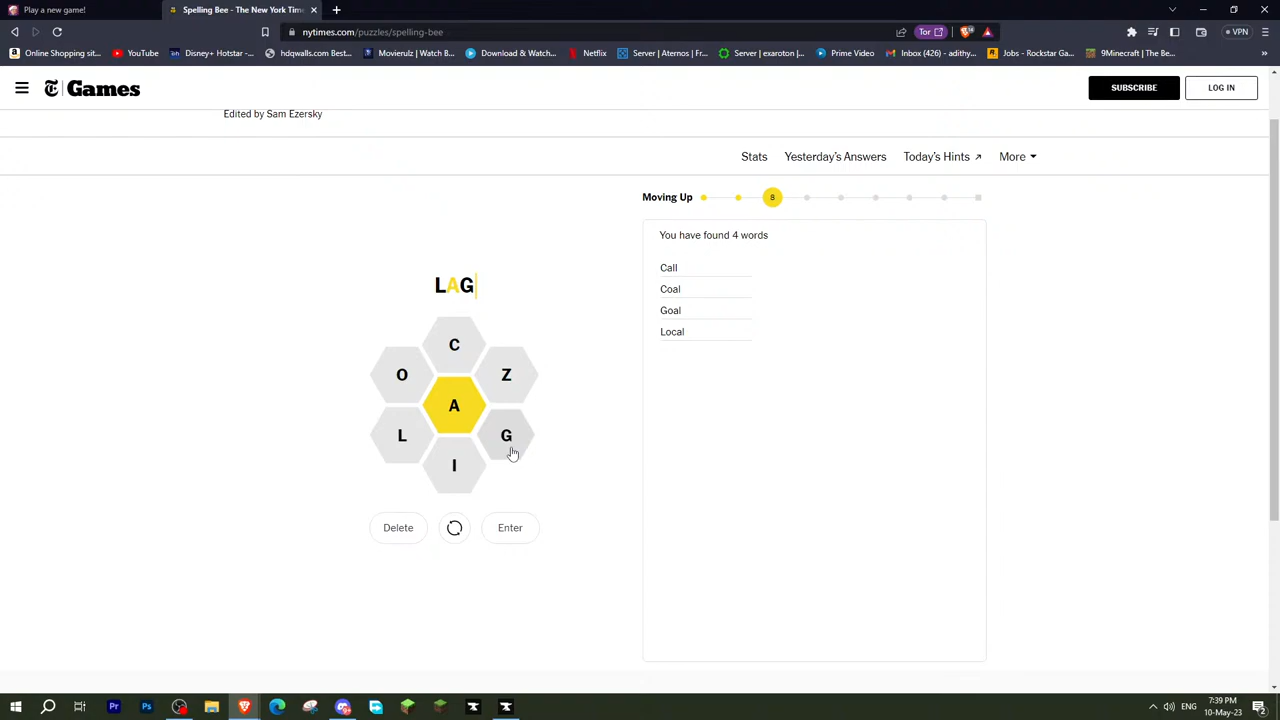 Play a new game!
Spelling Bee - The New York Tim
nytimes.com/puzzles/spelling-bee
Tor
VPN
Online Shopping sit...
YouTube
Disney+ Hotstar -...
hdqwalls.com Best...
Movierulz | Watch B...
Download & Watch...
Netflix
Server | Aternos | Fr...
Server | exaroton |...
Prime Video
Inbox (426) - adithy...
Jobs - Rockstar Gam...
9Minecraft | The Be...
Games
SUBSCRIBE
LOG IN
Edited by Sam Ezersky
Stats
Yesterday's Answers
Today's Hints
More
Moving Up
8
You have found 4 words
Call
Coal
Goal
Local
LAG
C
O
Z
A
L
G
I
Delete
Enter
ENG
7:39 PM
10-May-23
2